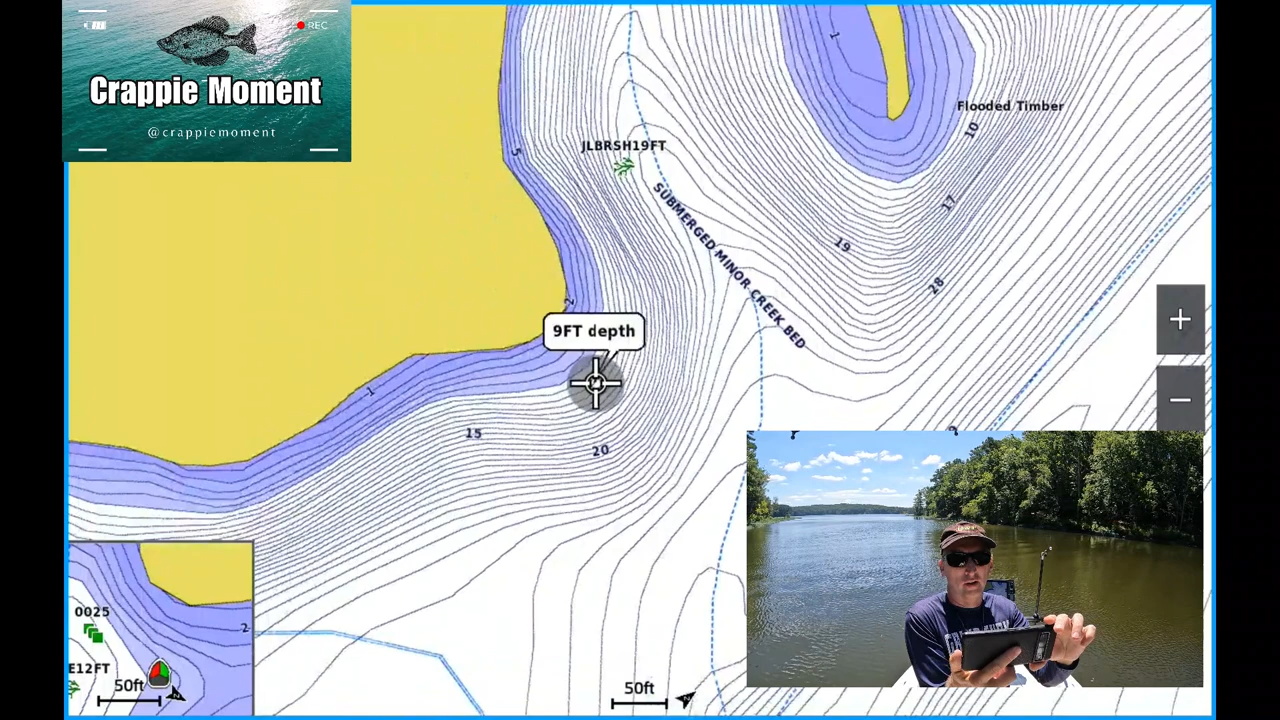 REC
Crappie Moment
@crappiemoment
1
Flooded Timber
10
JLBRSH19FT
5
17
SUBMERGED MINOR CREEK BED
19
28
2
9FT depth
+
1
−
15
20
0025
2
E12FT
50ft
50ft